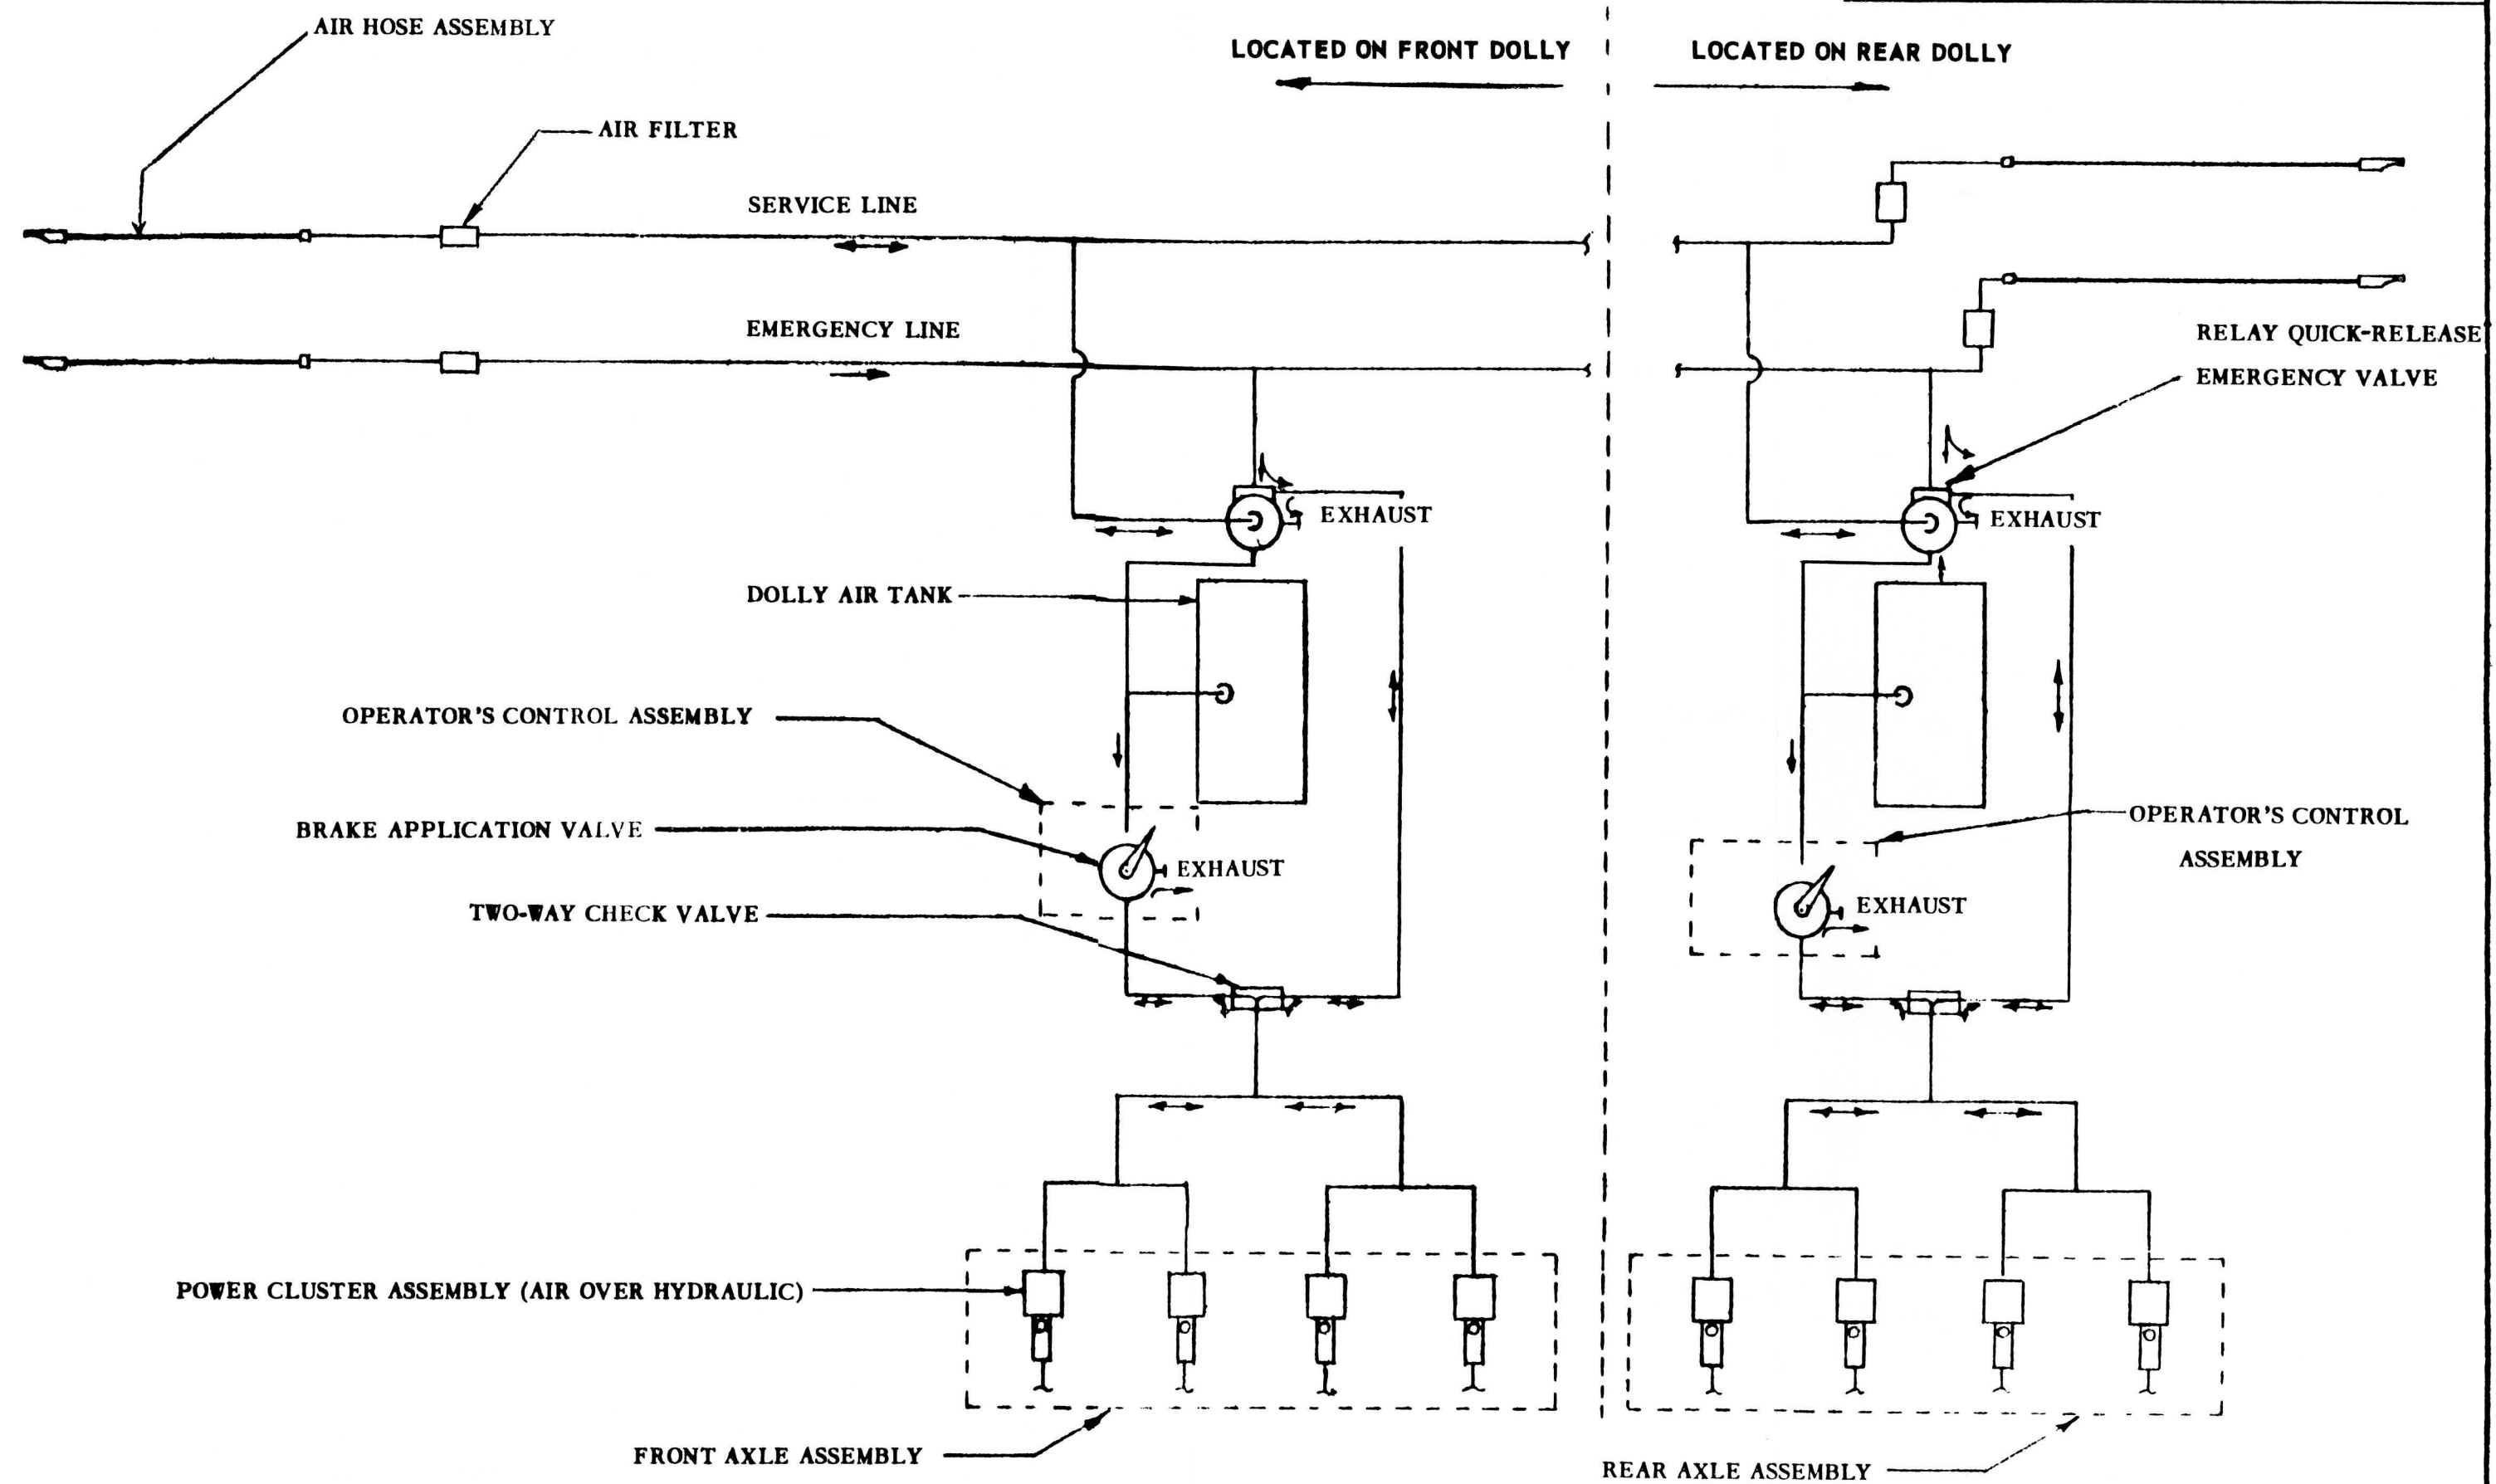 AIR HOSE ASSEMBLY
LOCATED ON FRONT DOLLY
LOCATED ON REAR DOLLY
AIR FILTER
SERVICE LINE
EMERGENCY LINE
RELAY QUICK-RELEASE
EMERGENCY VALVE
EXHAUST
EXHAUST
DOLLY AIR TANK
OPERATOR'S CONTROL ASSEMBLY
BRAKE APPLICATION VALVE
EXHAUST
OPERATOR'S CONTROL
ASSEMBLY
EXHAUST
TWO-WAY CHECK VALVE
POWER CLUSTER ASSEMBLY (AIR OVER HYDRAULIC)
FRONT AXLE ASSEMBLY
REAR AXLE ASSEMBLY